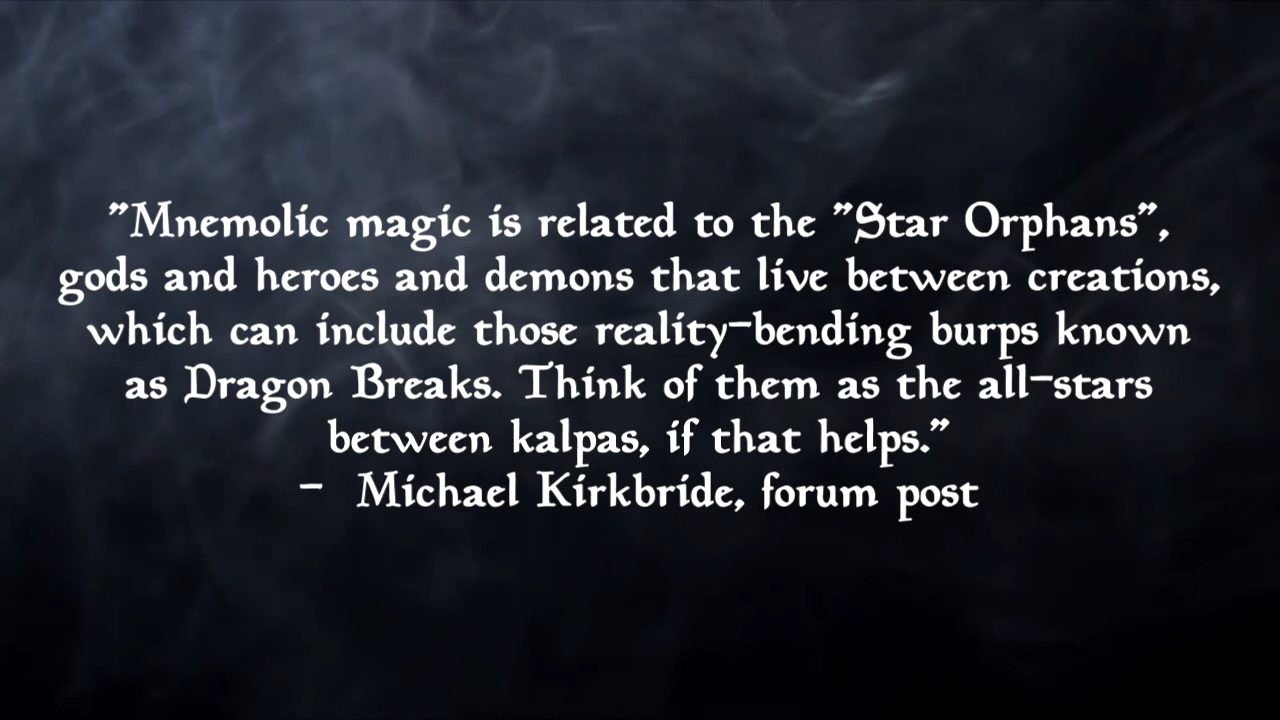 "Mnemolic magic is related to the "Star Orphans",
gods and heroes and demons that live between creations,
which can include those reality-bending burps known
as Dragon Breaks. Think of them as the all-stars
between kalpas, if that helps."
- Michael Kirkbride, forum post